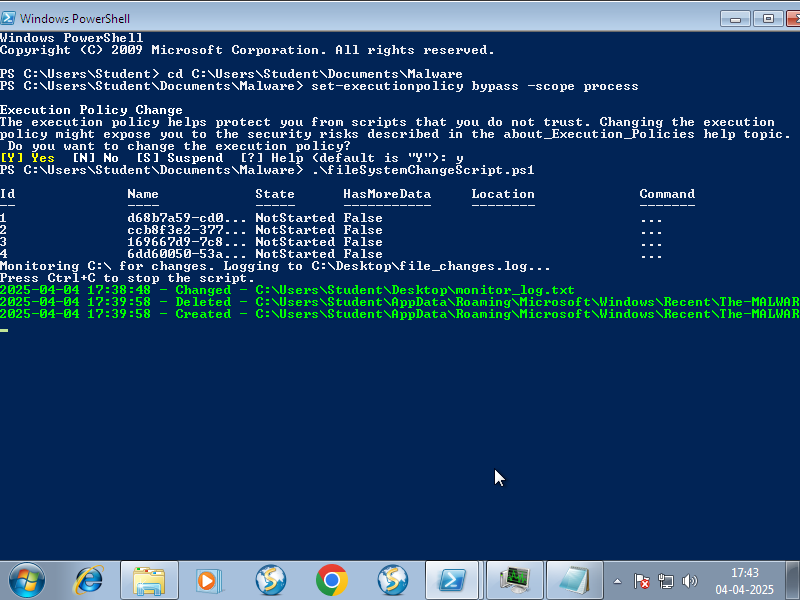 Windows PowerShell
Windows PowerShell
Copyright (C) 2009 Microsoft Corporation. All rights reserved.
PS C:\Users\Student> cd C:\Users\Student\Documents\Malware
PS C:\Users\Student\Documents\Malware> set-executionpolicy bypass -scope process
Execution Policy Change
The execution policy helps protect you from scripts that you do not trust. Changing the execution
policy might expose you to the security risks described in the about_Execution_Policies help topic.
Do you want to change the execution policy?
[Y] Yes [N] No [S] Suspend [?] Help (default is "Y"): y
PS C:\Users\Student\Documents\Malware> .\fileSystemChangeScript.ps1
Id Name State HasMoreData Location Command
-- ---- ----- ----------- -------- -------
1 d68b7a59-cd0... NotStarted False ...
2 ccb8f3e2-377... NotStarted False ...
3 169667d9-7c8... NotStarted False ...
4 6dd60050-53a... NotStarted False ...
Monitoring C:\ for changes. Logging to C:\Desktop\file_changes.log...
Press Ctrl+C to stop the script.
2025-04-04 17:38:48 - Changed - C:\Users\Student\Desktop\monitor_log.txt
2025-04-04 17:39:58 - Deleted - C:\Users\Student\AppData\Roaming\Microsoft\Windows\Recent\The-MALWAR
2025-04-04 17:39:58 - Created - C:\Users\Student\AppData\Roaming\Microsoft\Windows\Recent\The-MALWAR
17:43
04-04-2025